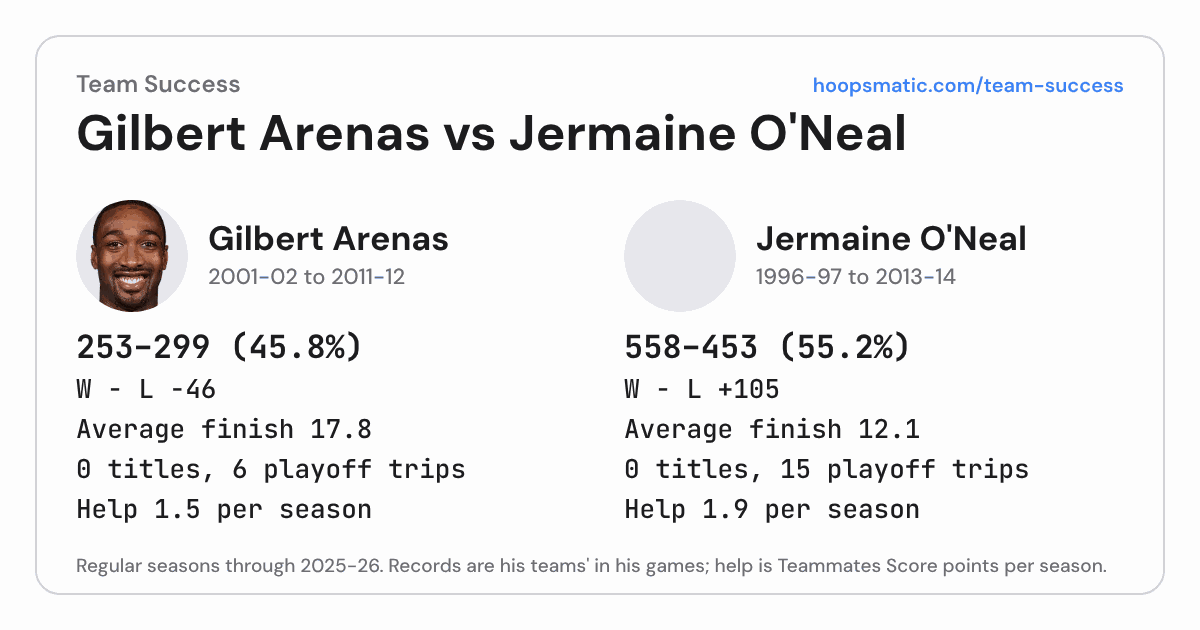 Team Success
hoopsmatic.com/team-success
Gilbert Arenas vs Jermaine O'Neal
Gilbert Arenas
2001-02 to 2011-12
253-299 (45.8%)
W - L -46
Average finish 17.8
0 titles, 6 playoff trips
Help 1.5 per season
Jermaine O'Neal
1996-97 to 2013-14
558-453 (55.2%)
W - L +105
Average finish 12.1
0 titles, 15 playoff trips
Help 1.9 per season
Regular seasons through 2025-26. Records are his teams' in his games; help is Teammates Score points per season.